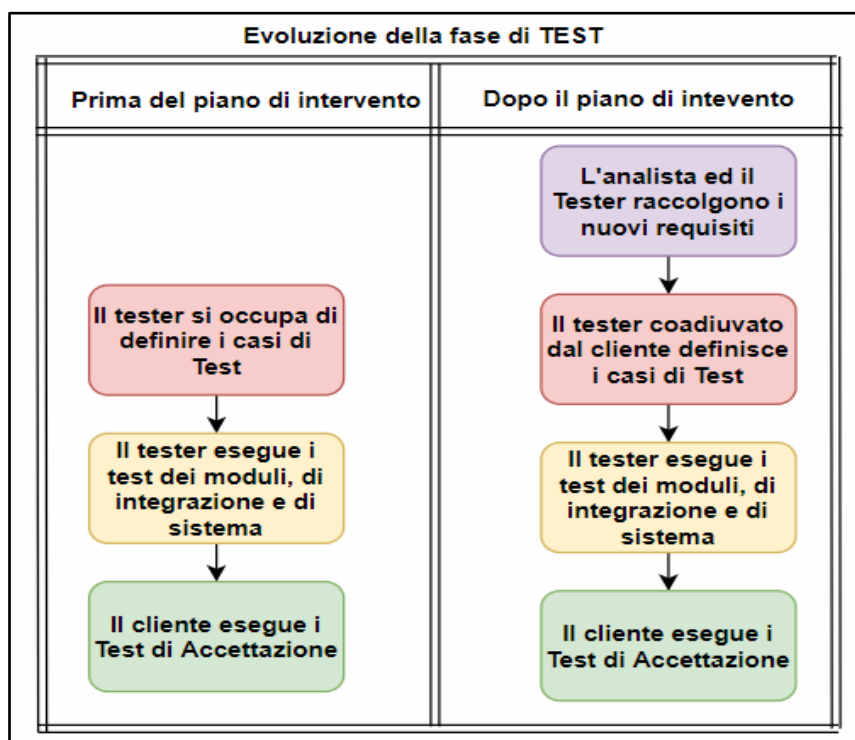 Evoluzione della fase di TEST
Prima del piano di intervento
Dopo il piano di intevento
Il tester si occupa di
definire i casi di
Test
Il tester esegue i
test dei moduli, di
integrazione e di
sistema
Il cliente esegue i
Test di Accettazione
L'analista ed il
Tester raccolgono i
nuovi requisiti
Il tester coadiuvato
dal cliente definisce
i casi di Test
Il tester esegue i
test dei moduli, di
integrazione e di
sistema
Il cliente esegue i
Test di Accettazione